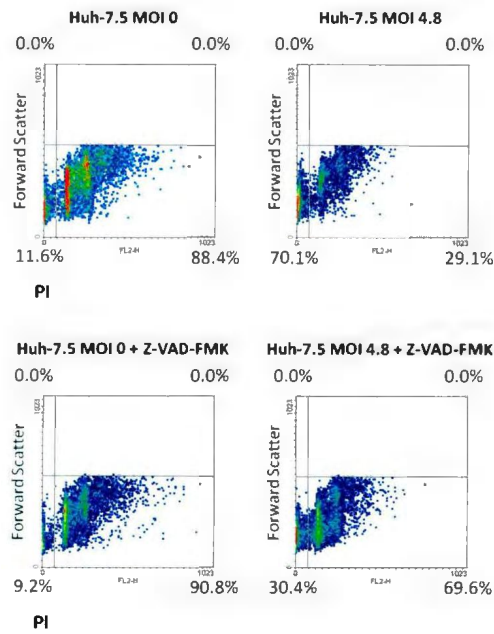 Huh-7.5 MOI 0
0.0% 0.0%
1023
Forward Scatter
0
0 FL2-H 1023
11.6% 88.4%
PI
Huh-7.5 MOI 4.8
0.0% 0.0%
1023
Forward Scatter
0
0 FL2-H 1023
70.1% 29.1%
Huh-7.5 MOI 0 + Z-VAD-FMK
0.0% 0.0%
1023
Forward Scatter
0
0 FL2-H 1023
9.2% 90.8%
PI
Huh-7.5 MOI 4.8 + Z-VAD-FMK
0.0% 0.0%
1023
Forward Scatter
0
0 FL2-H 1023
30.4% 69.6%